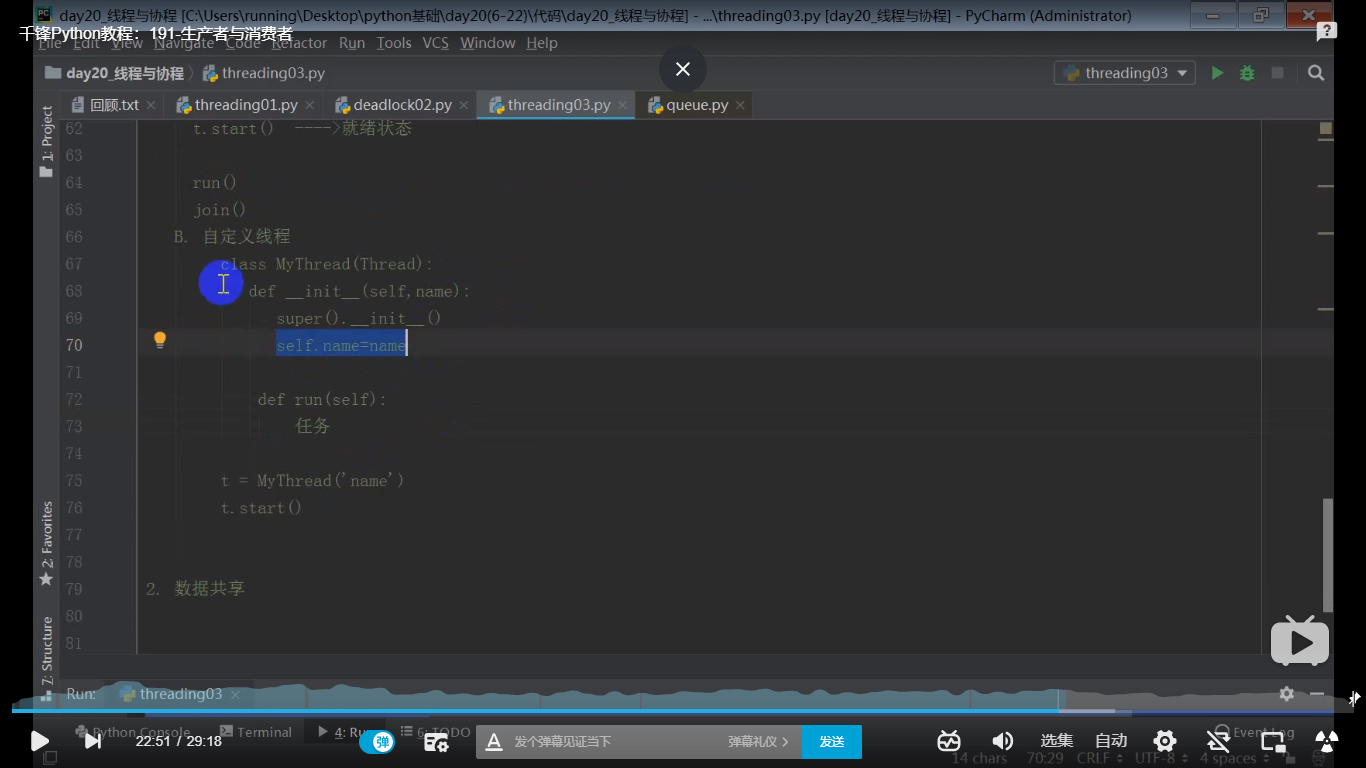 day20_线程与协程 [C:\Users\running\Desktop\python基础\day20(6-22)\代码\day20_线程与协程] - ...\threading03.py [day20_线程与协程] - PyCharm (Administrator)
千锋Python教程：191-生产者与消费者
File Edit View Navigate Code Refactor Run Tools VCS Window Help
day20_线程与协程 threading03.py
threading03
回顾.txt threading01.py deadlock02.py threading03.py queue.py
1: Project
62 t.start() ---->就绪状态
63
64 run()
65 join()
66 B. 自定义线程
67 class MyThread(Thread):
68 def __init__(self,name):
69 super().__init__()
70 self.name=name
71
72 def run(self):
73 任务
74
75 t = MyThread('name')
76 t.start()
77
78
79 2. 数据共享
80
81
2: Favorites
7: Structure
Run: threading03
Python Console Terminal 4: Run 6: TODO
Event Log
22:51 / 29:18
弹
发个弹幕见证当下
弹幕礼仪 >
发送
选集
自动
14 chars 70:29 CRLF UTF-8 4 spaces